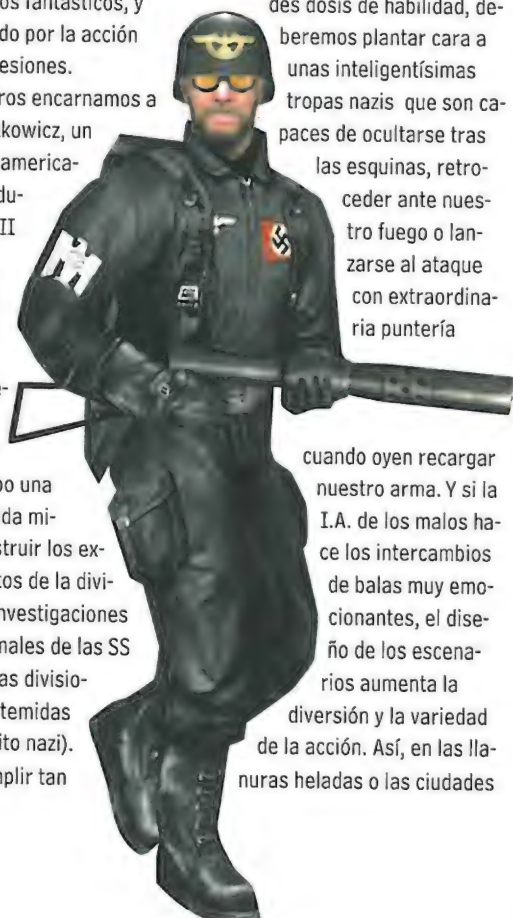 os fantásticos, y
do por la acción
esiones.
ros encarnamos a
kowicz, un
america-
du-
II
e-
oo una
da mi-
struir los ex-
tos de la divi-
nvestigaciones
males de las SS
as divisio-
temidas
ito nazi).
nplir tan
des dosis de habilidad, de-
beremos plantar cara a
unas inteligentísimas
tropas nazis que son ca-
paces de ocultarse tras
las esquinas, retro-
ceder ante nues-
tro fuego o lan-
zarse al ataque
con extraordina-
ria puntería
cuando oyen recargar
nuestro arma. Y si la
I.A. de los malos ha-
ce los intercambios
de balas muy emo-
cionantes, el dise-
ño de los escena-
rios aumenta la
diversión y la variedad
de la acción. Así, en las lla-
nuras heladas o las ciudades